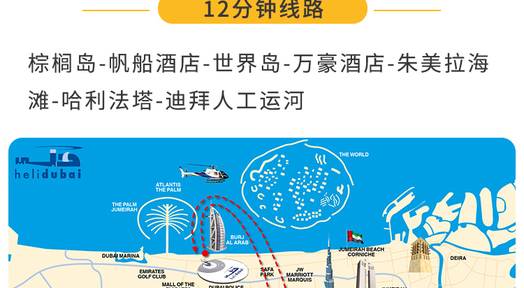 12分钟线路
棕榈岛-帆船酒店-世界岛-万豪酒店-朱美拉海
滩-哈利法塔-迪拜人工运河
helidubai
THE WORLD
ATLANTIS
THE PALM
THE PALM
JUMEIRAH
BURJ
AL ARAB
DUBAI MARINA
JUMEIRAH BEACH
CORNICHE
DEIRA
EMIRATES
GOLF CLUB
SAFA
PARK
JW
MARRIOTT
MARQUIS
MALL OF THE
DUBAI POLICE